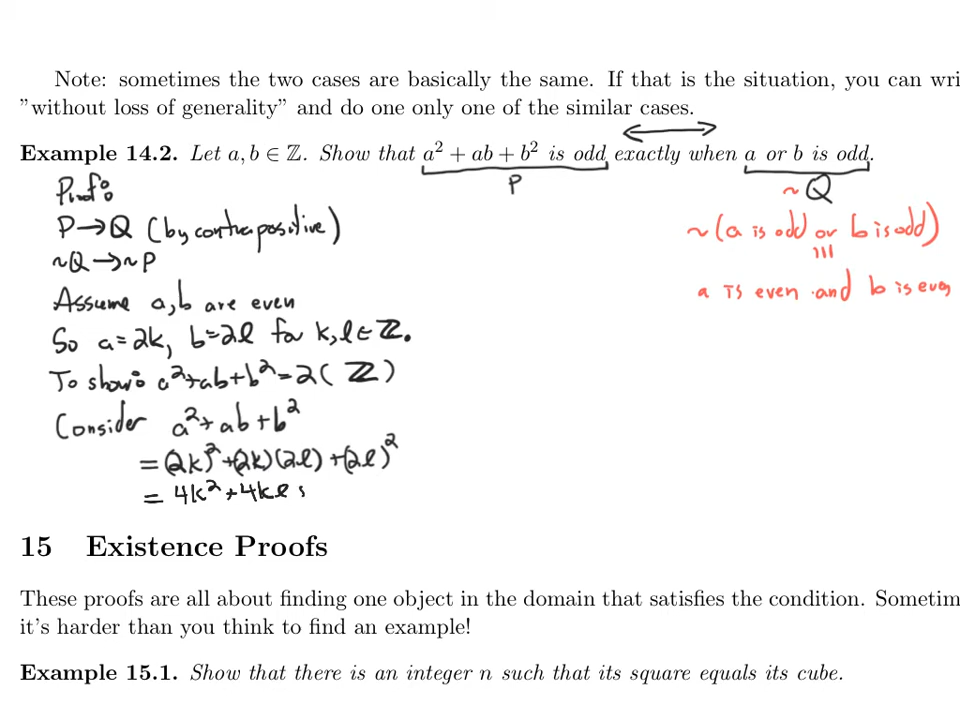 Note: sometimes the two cases are basically the same. If that is the situation, you can wri
"without loss of generality" and do one only one of the similar cases.
Example 14.2. Let a, b ∈ ℤ. Show that a² + ab + b² is odd exactly when a or b is odd.
P
~Q
Proof:
P→Q (by contrapositive)
~(a is odd or b is odd)
~Q → ~P
≡
a is even and b is even
Assume a,b are even
So a=2k, b=2l for k,l ∈ ℤ.
To show: a²+ab+b²=2( ℤ )
Consider a²+ab+b²
= (2k)²+(2k)(2l)+(2l)²
= 4k²+4kl
15 Existence Proofs
These proofs are all about finding one object in the domain that satisfies the condition. Sometim
it's harder than you think to find an example!
Example 15.1. Show that there is an integer n such that its square equals its cube.